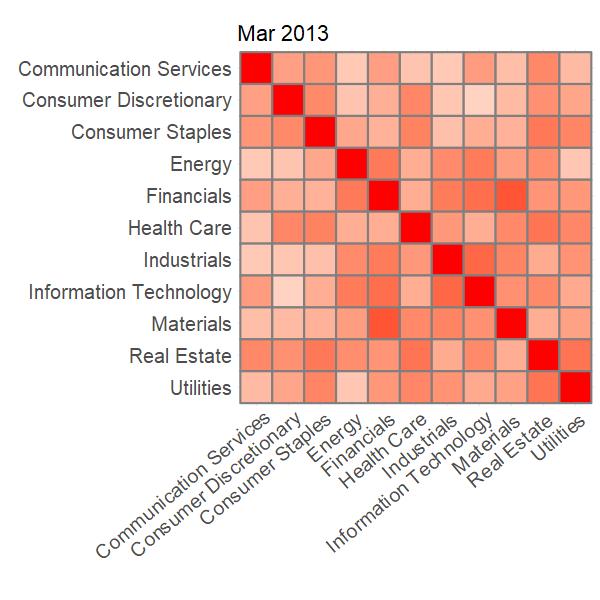 Mar 2013
Communication Services
Consumer Discretionary
Consumer Staples
Energy
Financials
Health Care
Industrials
Information Technology
Materials
Real Estate
Utilities
Communication Services
Consumer Discretionary
Consumer Staples
Energy
Financials
Health Care
Industrials
Information Technology
Materials
Real Estate
Utilities